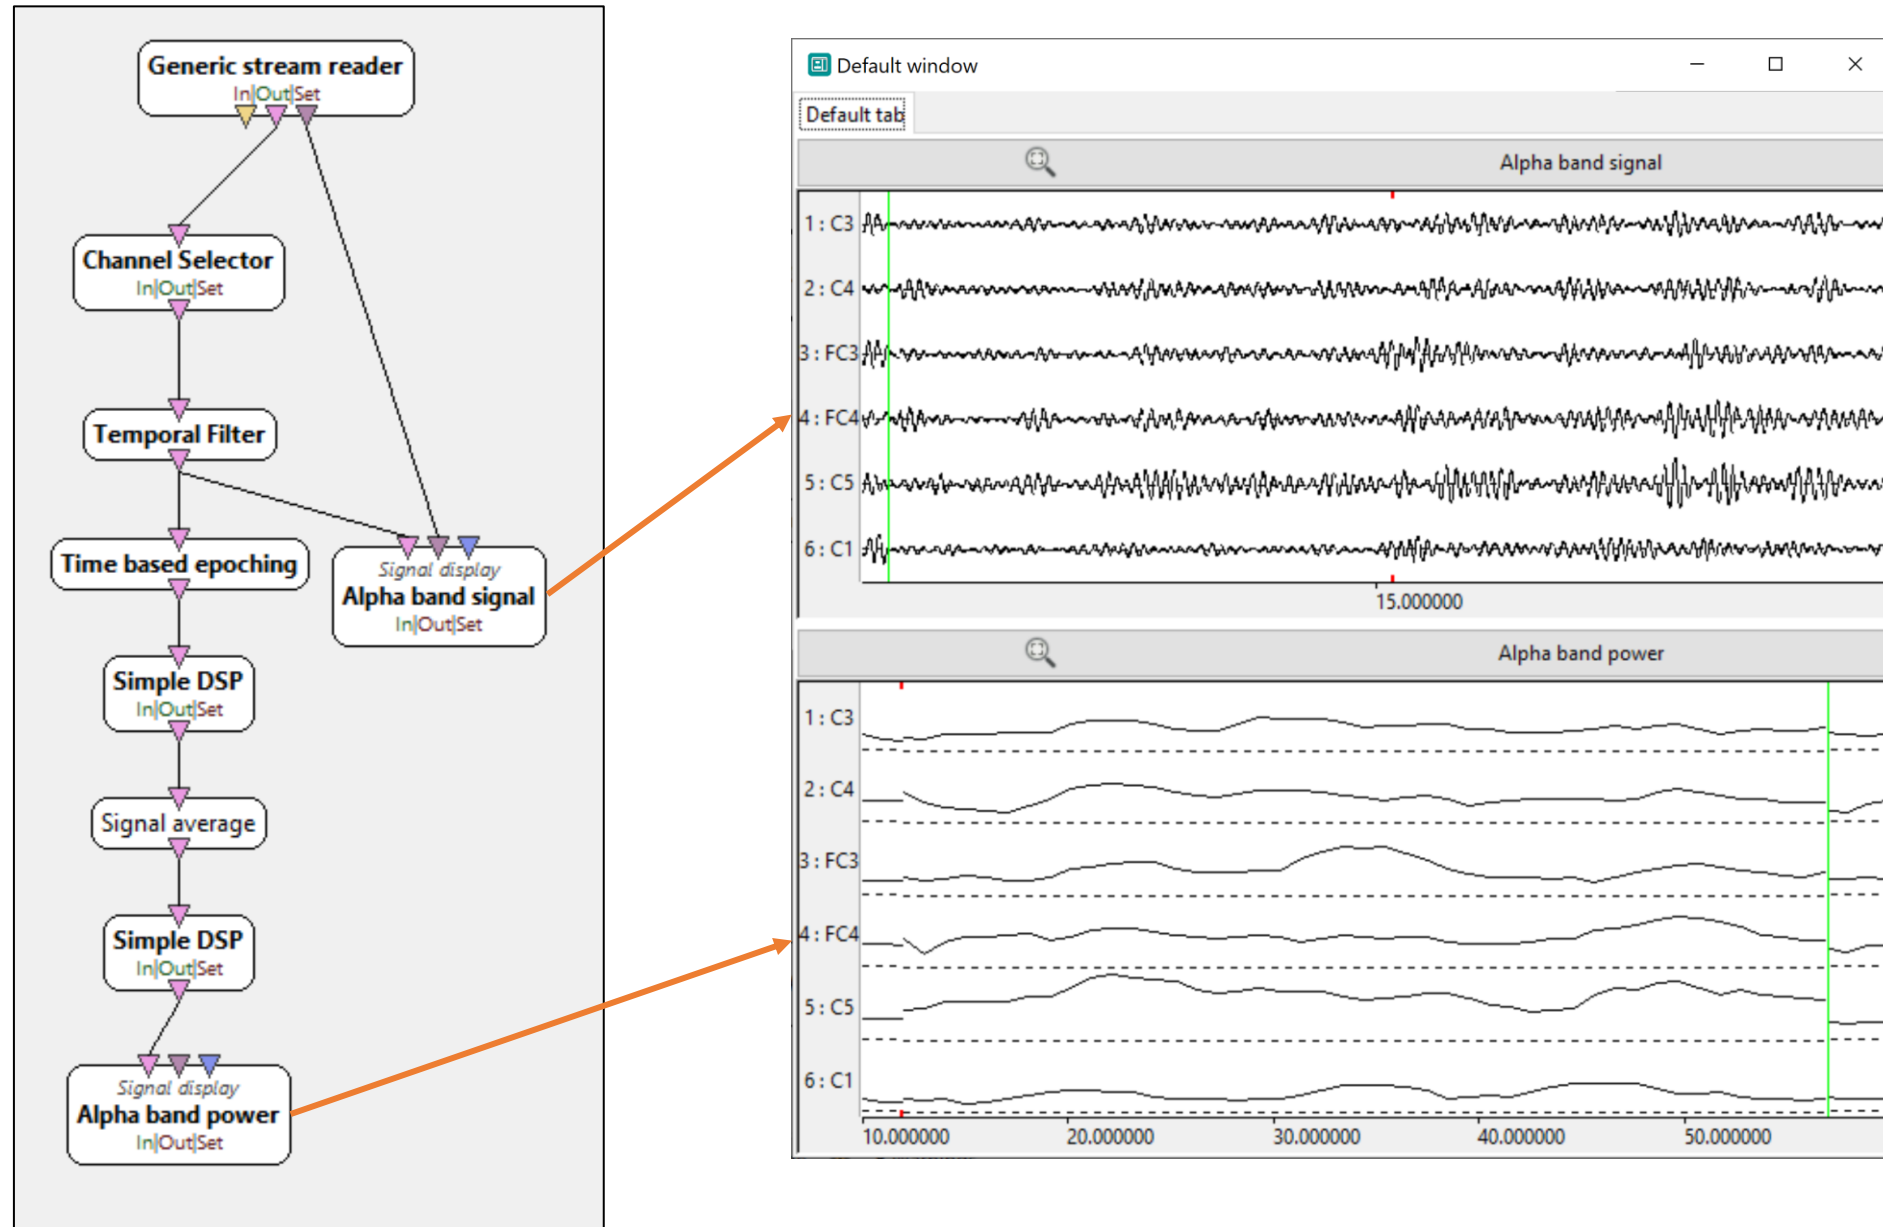 Generic stream reader
In|Out|Set
Channel Selector
In|Out|Set
Temporal Filter
Time based epoching
Signal display
Alpha band signal
In|Out|Set
Simple DSP
In|Out|Set
Signal average
Simple DSP
In|Out|Set
Signal display
Alpha band power
In|Out|Set
Default window
Default tab
Alpha band signal
1 : C3
2 : C4
3 : FC3
4 : FC4
5 : C5
6 : C1
15.000000
Alpha band power
1 : C3
2 : C4
3 : FC3
4 : FC4
5 : C5
6 : C1
10.000000 20.000000 30.000000 40.000000 50.000000